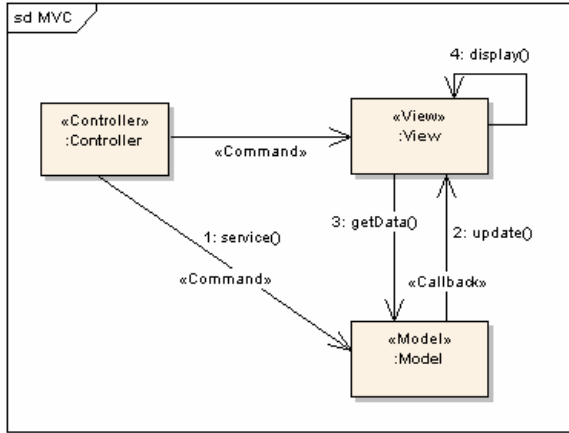 sd MVC
4: display()
«Controller»
:Controller
«View»
:View
«Command»
1: service()
3: getData()
2: update()
«Command»
«Callback»
«Model»
:Model